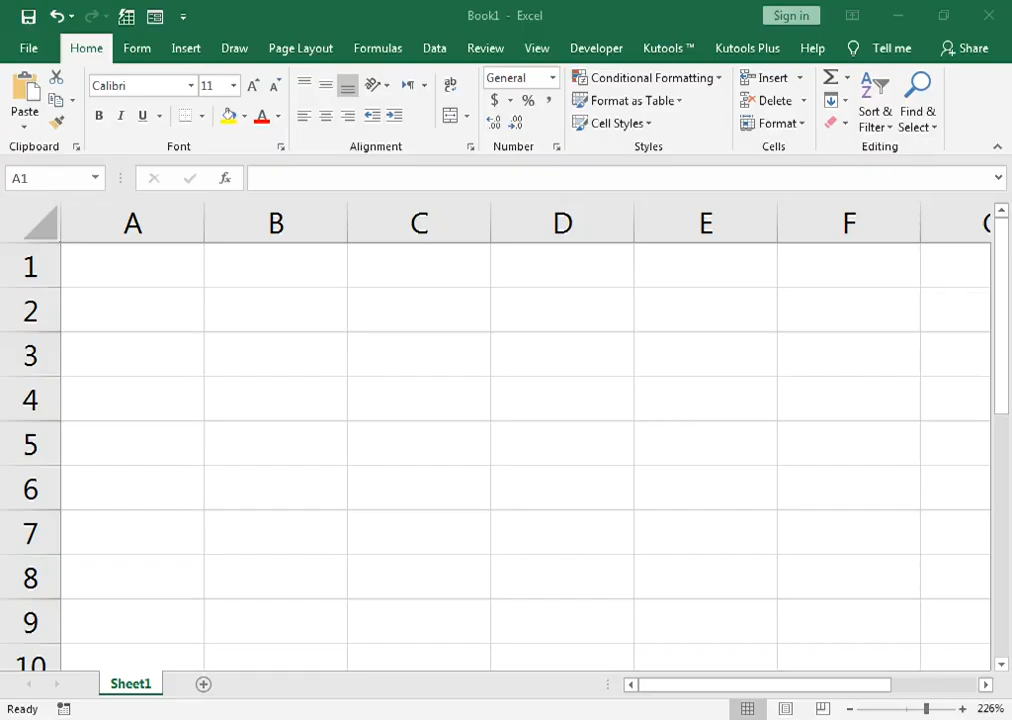 Book1 - Excel
Sign in
File Home Form Insert Draw Page Layout Formulas Data Review View Developer Kutools ™ Kutools Plus Help Tell me Share
Paste
Calibri 11
B I U A
ab
General
$ % ,
Conditional Formatting
Format as Table
Cell Styles
Insert
Delete
Format
Sort & Filter
Find & Select
Clipboard Font Alignment Number Styles Cells Editing
A1 fx
A B C D E F
1
2
3
4
5
6
7
8
9
10
Sheet1
Ready 226%